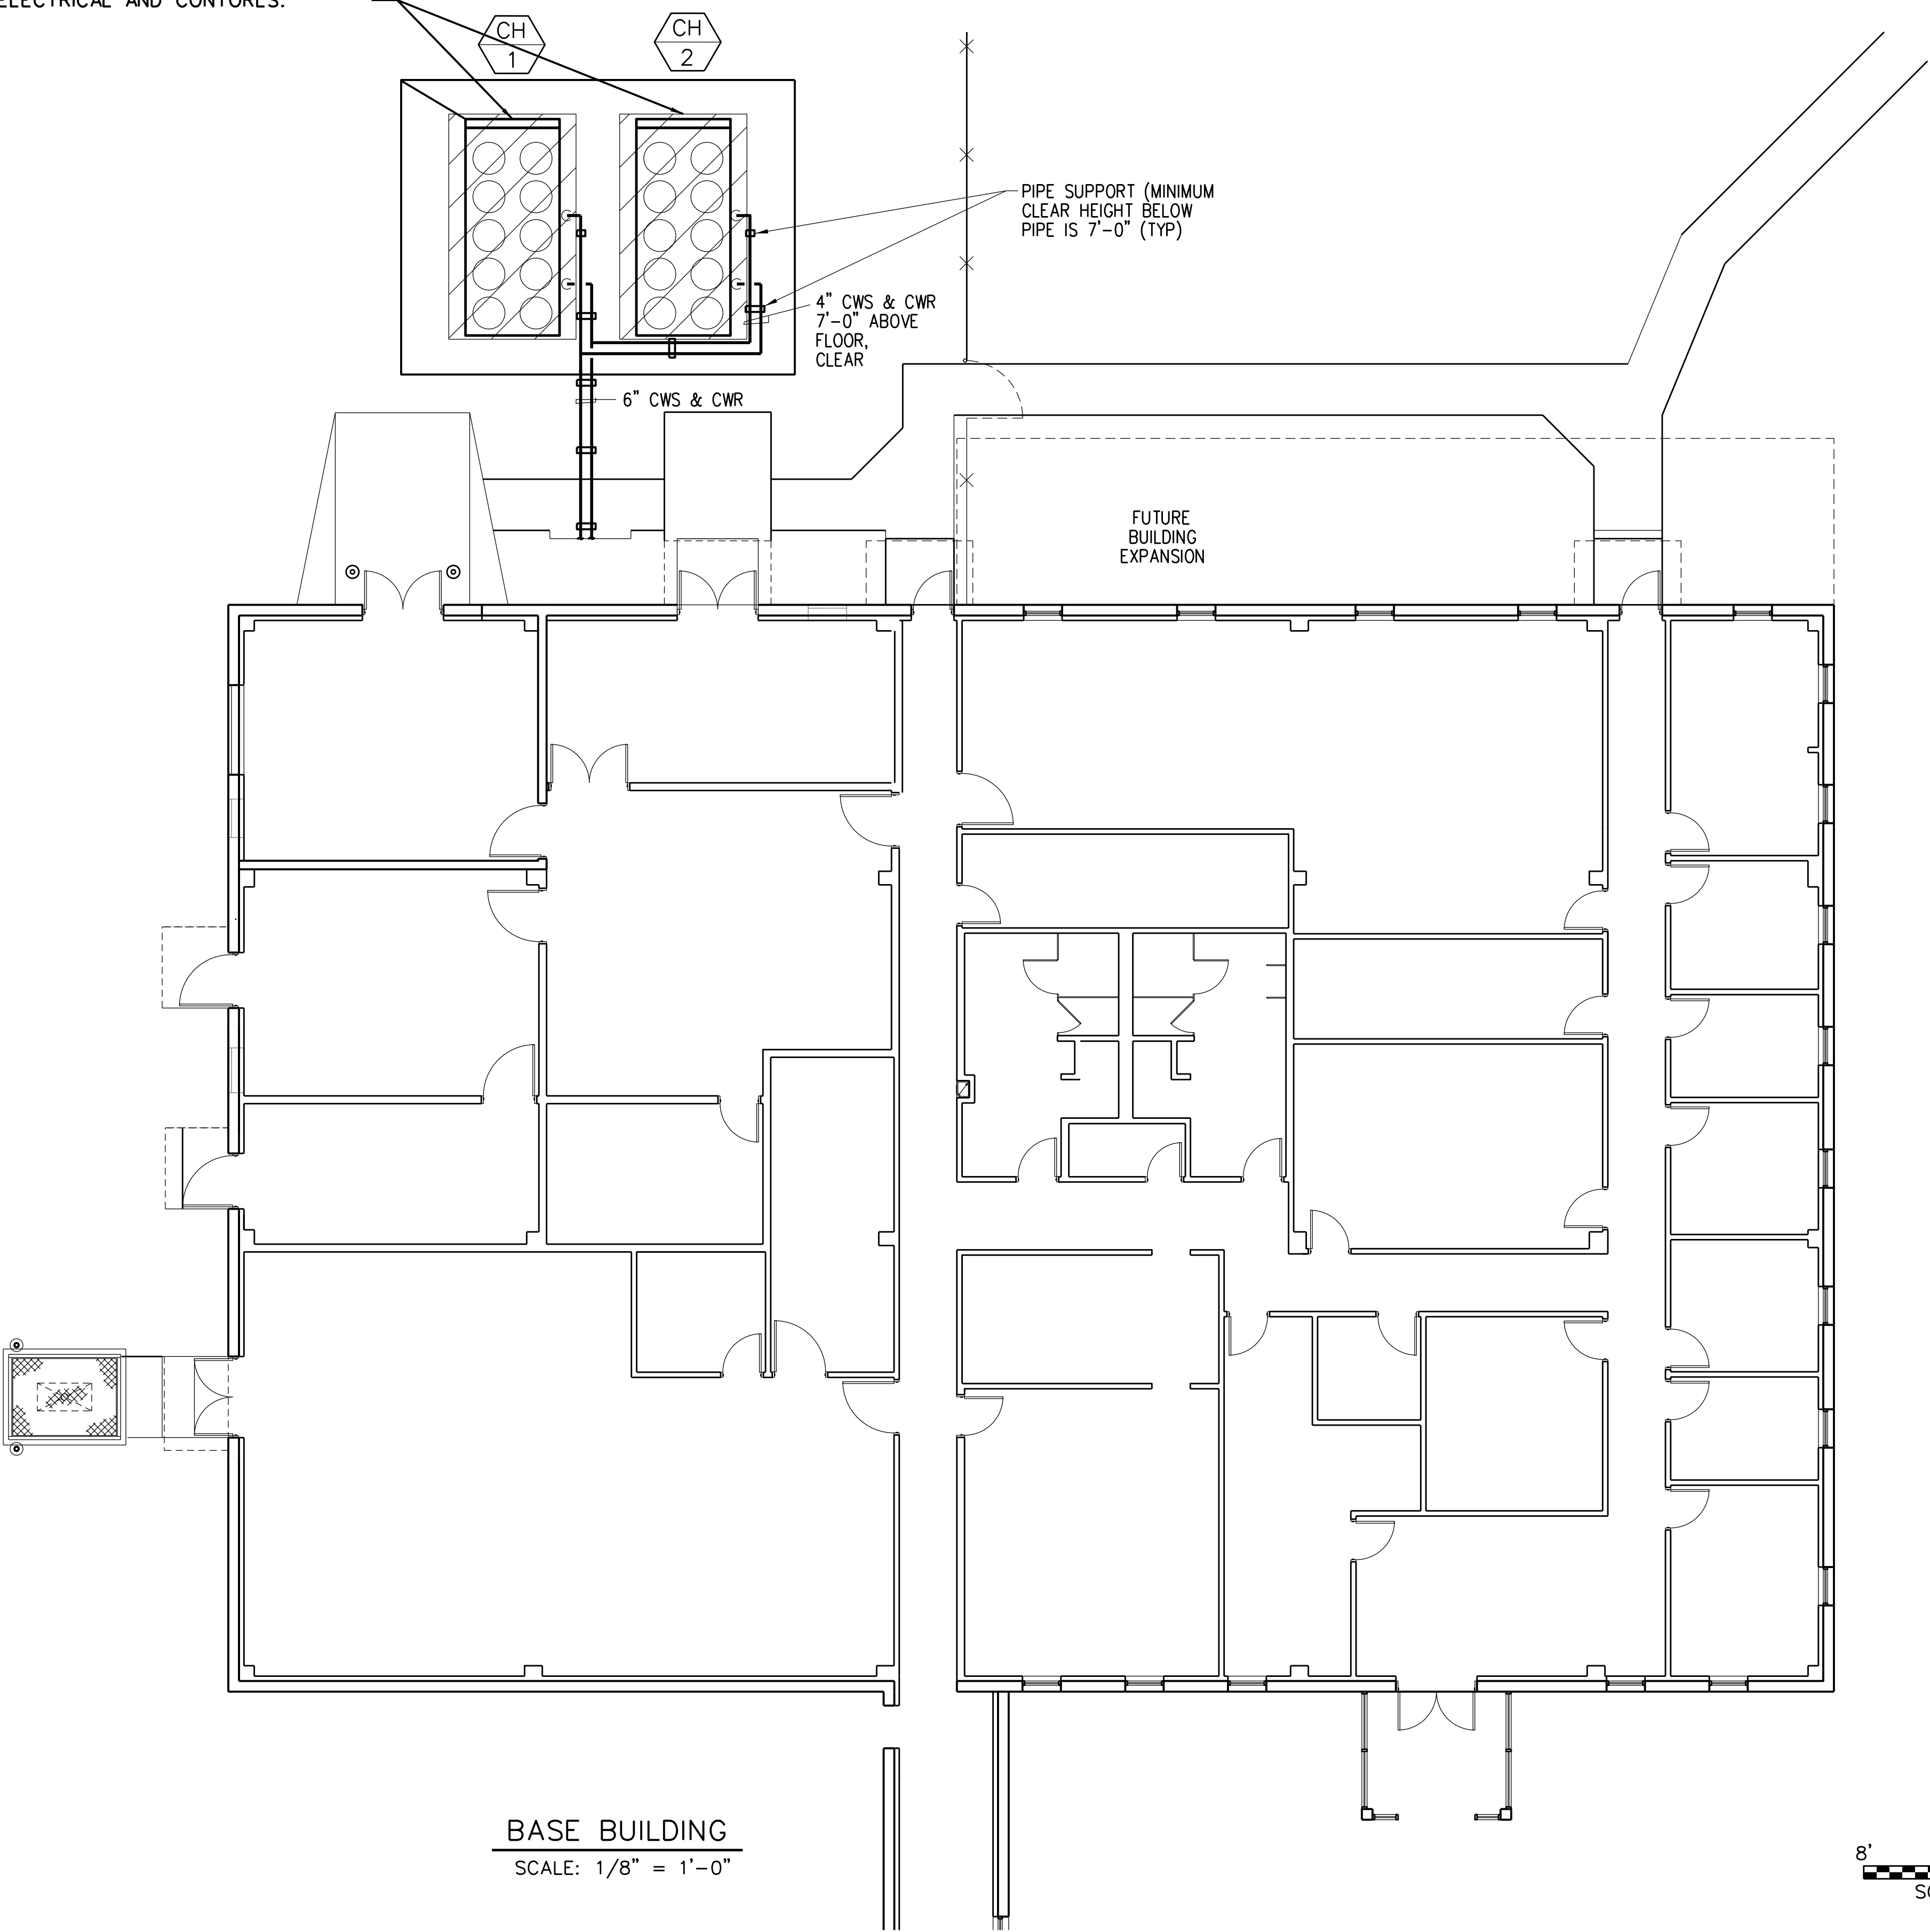 ELECTRICAL AND CONTORLS.
CH
1
CH
2
PIPE SUPPORT (MINIMUM
CLEAR HEIGHT BELOW
PIPE IS 7'-0" (TYP)
4" CWS & CWR
7'-0" ABOVE
FLOOR,
CLEAR
6" CWS & CWR
FUTURE
BUILDING
EXPANSION
BASE BUILDING
SCALE: 1/8" = 1'-0"
8'